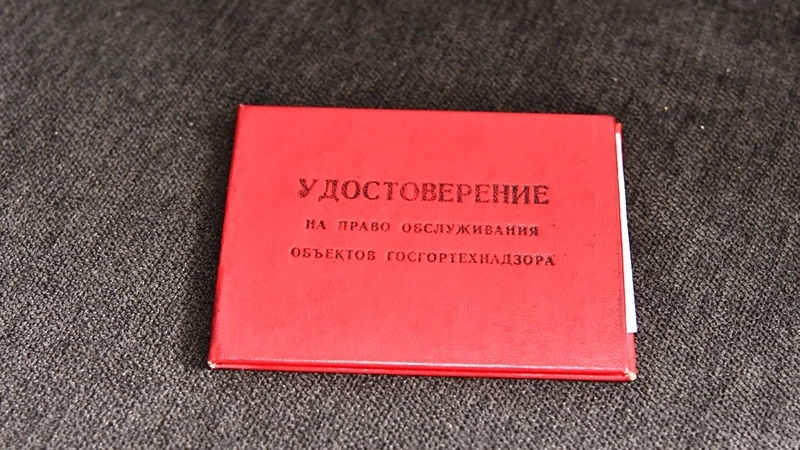 УДОСТОВЕРЕНИЕ
НА ПРАВО ОБСЛУЖИВАНИЯ
ОБЪЕКТОВ ГОСГОРТЕХНАДЗОРА